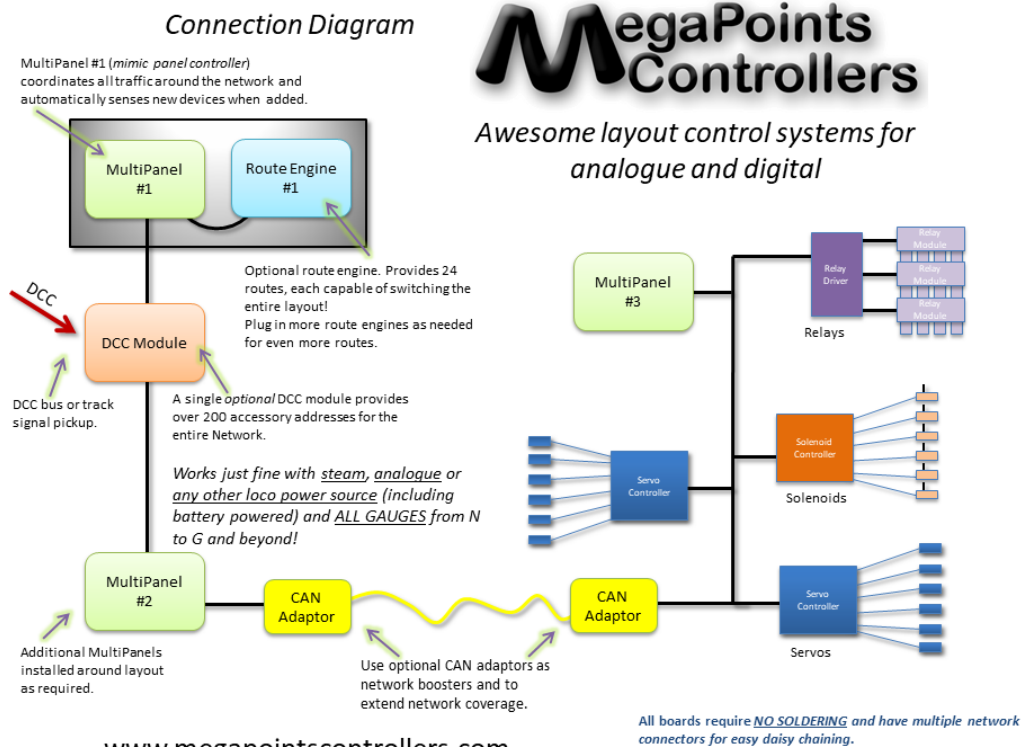 Connection Diagram
MegaPoints
Controllers
Awesome layout control systems for
analogue and digital
MultiPanel #1 (mimic panel controller)
coordinates all traffic around the network and
automatically senses new devices when added.
MultiPanel
#1
Route Engine
#1
Optional route engine. Provides 24
routes, each capable of switching the
entire layout!
Plug in more route engines as needed
for even more routes.
DCC
DCC Module
DCC bus or track
signal pickup.
A single optional DCC module provides
over 200 accessory addresses for the
entire Network.
Works just fine with steam, analogue or
any other loco power source (including
battery powered) and ALL GAUGES from N
to G and beyond!
MultiPanel
#2
Additional MultiPanels
installed around layout
as required.
CAN
Adaptor
CAN
Adaptor
Use optional CAN adaptors as
network boosters and to
extend network coverage.
MultiPanel
#3
Relay
Driver
Relays
Relay
Module
Relay
Module
Relay
Module
Solenoid
Controller
Solenoids
Servo
Controller
Servo
Controller
Servos
All boards require NO SOLDERING and have multiple network
connectors for easy daisy chaining.
www.megapointscontrollers.com